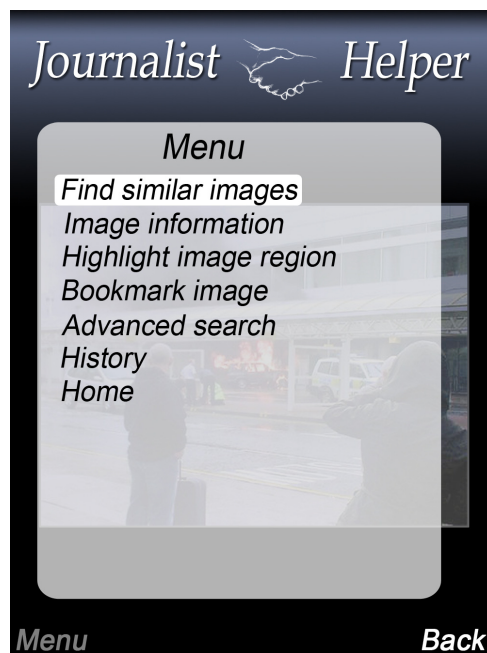 Journalist Helper
Menu
Find similar images
Image information
Highlight image region
Bookmark image
Advanced search
History
Home
Menu Back